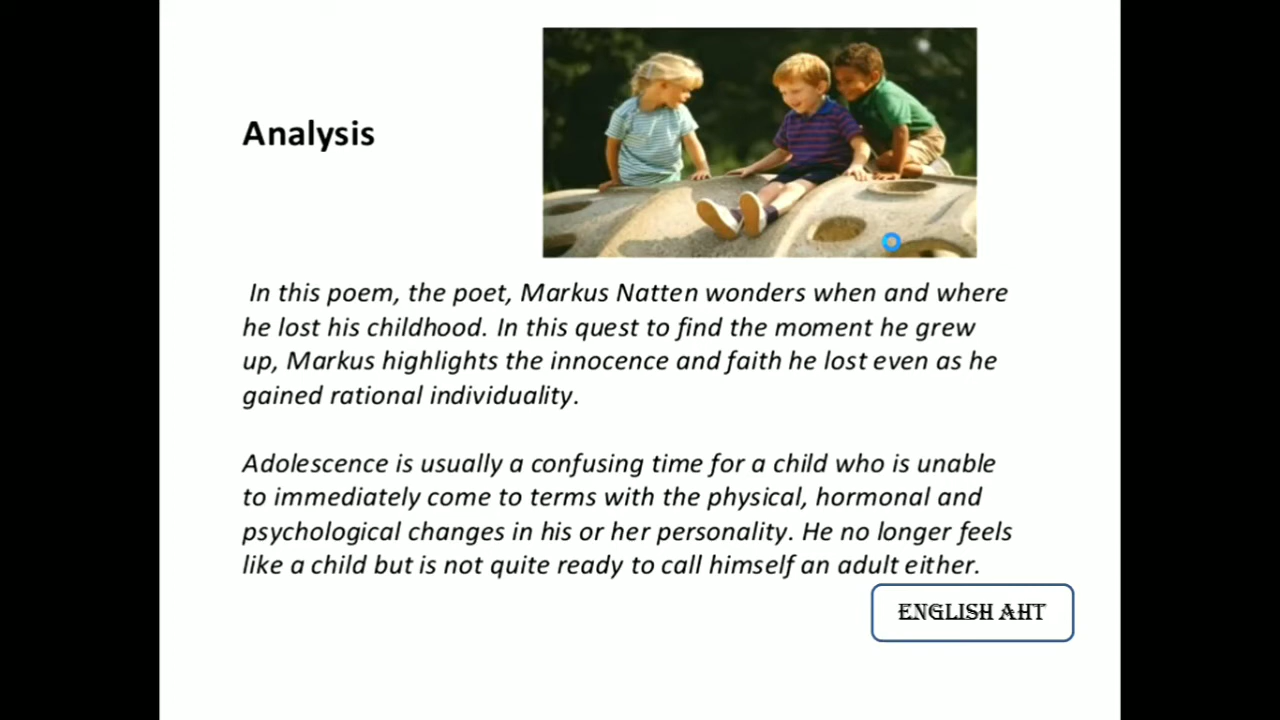 Analysis
In this poem, the poet, Markus Natten wonders when and where
he lost his childhood. In this quest to find the moment he grew
up, Markus highlights the innocence and faith he lost even as he
gained rational individuality.
Adolescence is usually a confusing time for a child who is unable
to immediately come to terms with the physical, hormonal and
psychological changes in his or her personality. He no longer feels
like a child but is not quite ready to call himself an adult either.
ENGLISH AHT